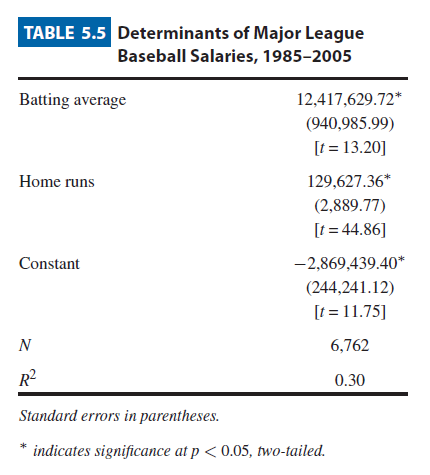 TABLE 5.5 Determinants of Major League
Baseball Salaries, 1985–2005
Batting average 12,417,629.72*
(940,985.99)
[t = 13.20]
Home runs 129,627.36*
(2,889.77)
[t = 44.86]
Constant −2,869,439.40*
(244,241.12)
[t = 11.75]
N 6,762
R² 0.30
Standard errors in parentheses.
* indicates significance at p < 0.05, two-tailed.